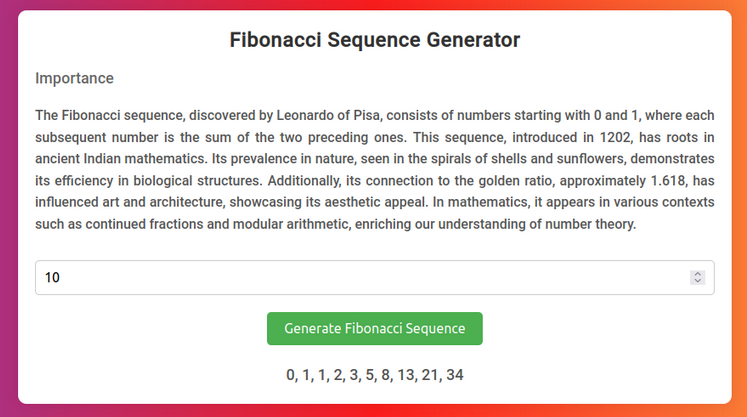 Fibonacci Sequence Generator
Importance
The Fibonacci sequence, discovered by Leonardo of Pisa, consists of numbers starting with 0 and 1, where each
subsequent number is the sum of the two preceding ones. This sequence, introduced in 1202, has roots in
ancient Indian mathematics. Its prevalence in nature, seen in the spirals of shells and sunflowers, demonstrates
its efficiency in biological structures. Additionally, its connection to the golden ratio, approximately 1.618, has
influenced art and architecture, showcasing its aesthetic appeal. In mathematics, it appears in various contexts
such as continued fractions and modular arithmetic, enriching our understanding of number theory.
10
Generate Fibonacci Sequence
0, 1, 1, 2, 3, 5, 8, 13, 21, 34